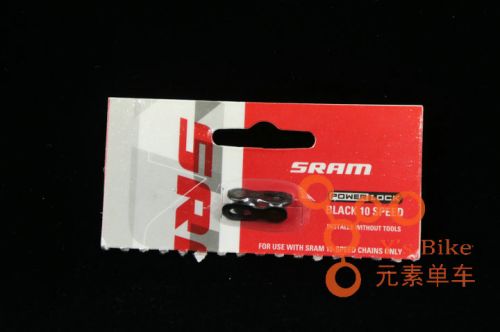 SRAM
SRAM
POWERLOCK
BLACK 10 SPEED
INSTALLS WITHOUT TOOLS
FOR USE WITH SRAM 10-SPEED CHAINS ONLY
Bike
元素单车